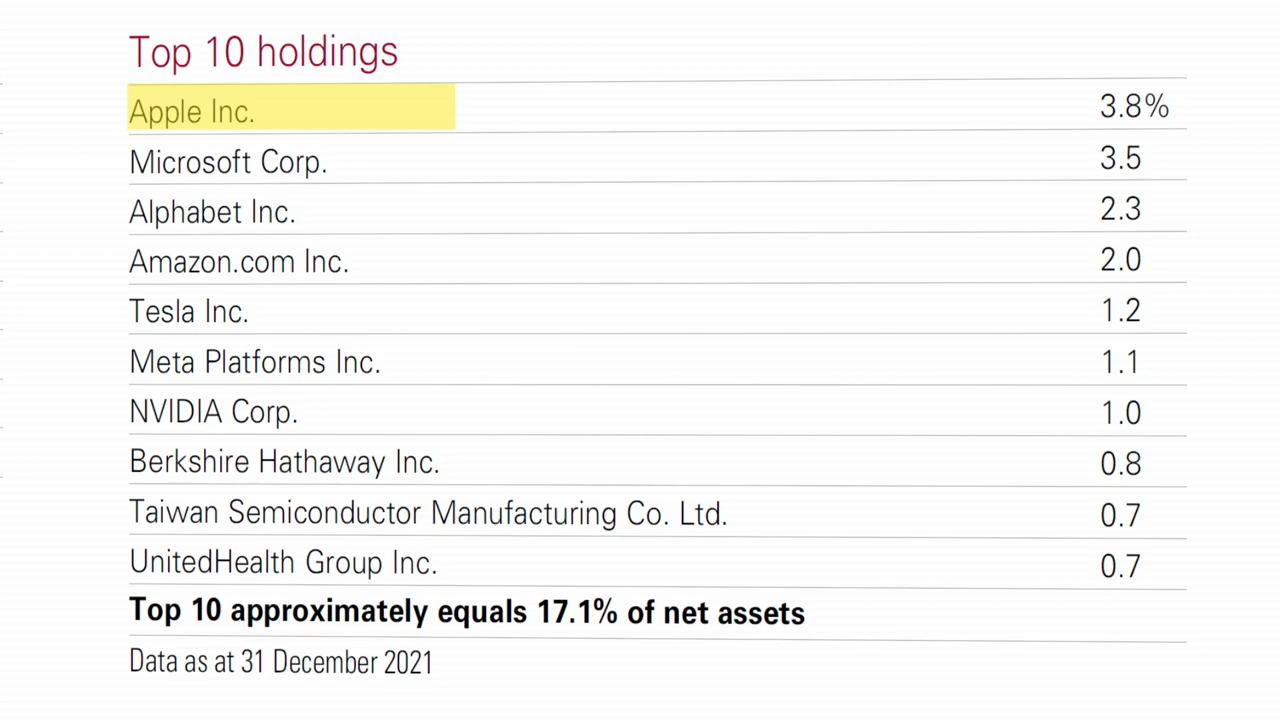 Top 10 holdings
Apple Inc. 3.8%
Microsoft Corp. 3.5
Alphabet Inc. 2.3
Amazon.com Inc. 2.0
Tesla Inc. 1.2
Meta Platforms Inc. 1.1
NVIDIA Corp. 1.0
Berkshire Hathaway Inc. 0.8
Taiwan Semiconductor Manufacturing Co. Ltd. 0.7
UnitedHealth Group Inc. 0.7
Top 10 approximately equals 17.1% of net assets
Data as at 31 December 2021